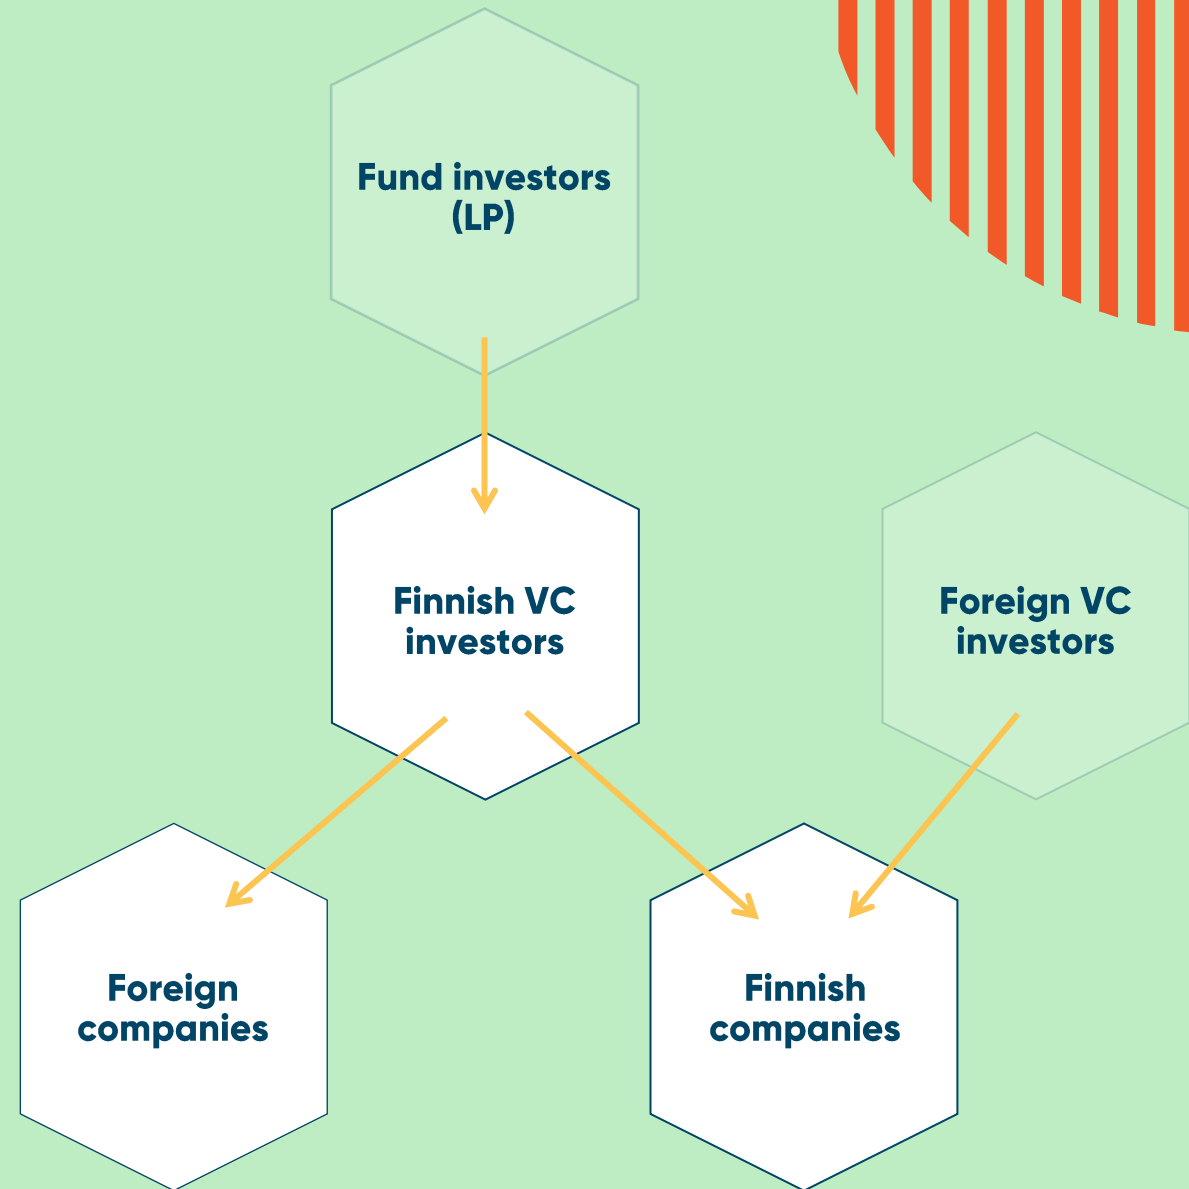 Fund investors
(LP)
Finnish VC
investors
Foreign VC
investors
Foreign
companies
Finnish
companies